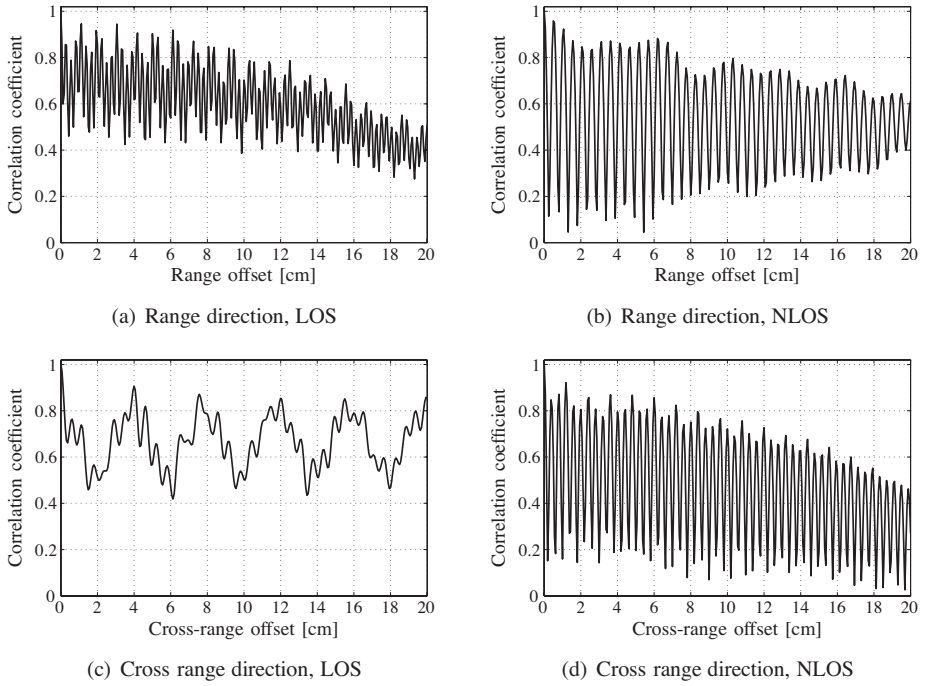 Correlation coefficient
1
0.8
0.6
0.4
0.2
0
0 2 4 6 8 10 12 14 16 18 20
Range offset [cm]
(a) Range direction, LOS
Correlation coefficient
1
0.8
0.6
0.4
0.2
0
0 2 4 6 8 10 12 14 16 18 20
Range offset [cm]
(b) Range direction, NLOS
Correlation coefficient
1
0.8
0.6
0.4
0.2
0
0 2 4 6 8 10 12 14 16 18 20
Cross-range offset [cm]
(c) Cross range direction, LOS
Correlation coefficient
1
0.8
0.6
0.4
0.2
0
0 2 4 6 8 10 12 14 16 18 20
Cross-range offset [cm]
(d) Cross range direction, NLOS